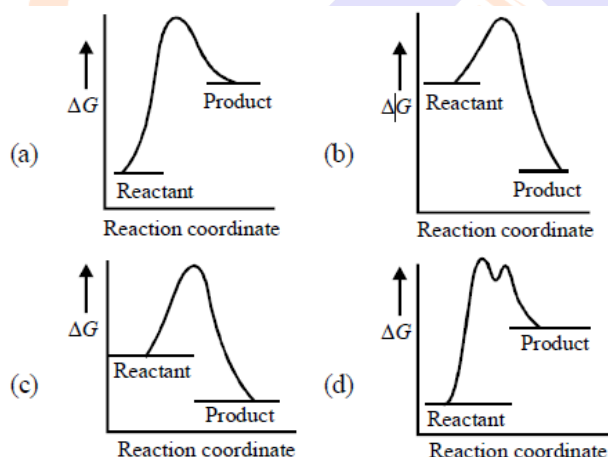 ΔG
Product
(a)
Reactant
Reaction coordinate
ΔG
Reactant
(b)
Product
Reaction coordinate
ΔG
Reactant
(c)
Product
Reaction coordinate
ΔG
Product
(d)
Reactant
Reaction coordinate